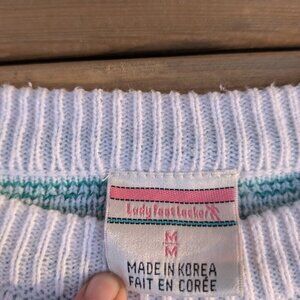 Lady Foot Locker
M
M
MADE IN KOREA
FAIT EN CORÉE